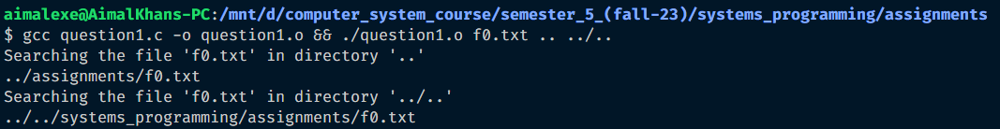 aimalexe@AimalKhans-PC:/mnt/d/computer_system_course/semester_5_(fall-23)/systems_programming/assignments
$ gcc question1.c -o question1.o && ./question1.o f0.txt .. ../..
Searching the file 'f0.txt' in directory '..'
../assignments/f0.txt
Searching the file 'f0.txt' in directory '../..'
../../systems_programming/assignments/f0.txt